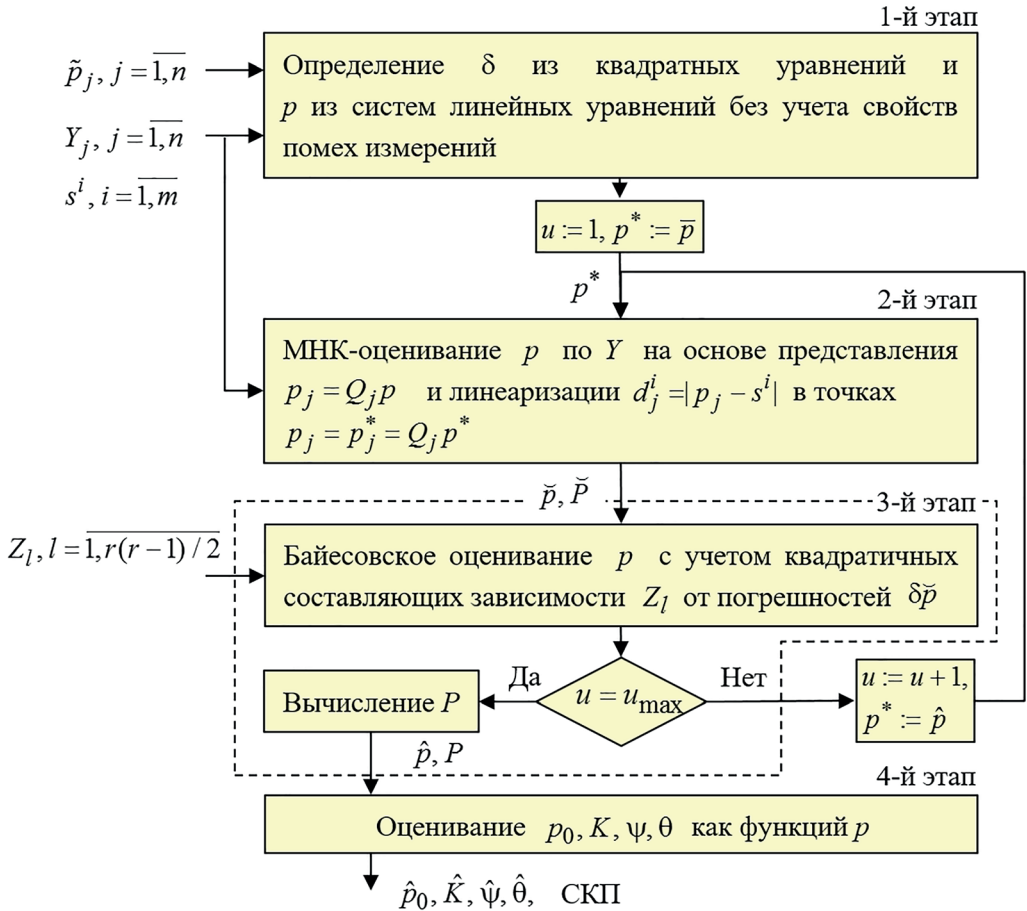 1-й этап
p̃_j, j = 1,n̅
Определение δ из квадратных уравнений и
p из систем линейных уравнений без учета свойств
помех измерений
Y_j, j = 1,n̅
s^i, i = 1,m̅
u := 1, p* := p̅
p*
2-й этап
МНК-оценивание p по Y на основе представления
p_j = Q_j p и линеаризации d_j^i = |p_j − s^i| в точках
p_j = p_j^* = Q_j p*
p̆, P̆
3-й этап
Z_l, l = 1, r(r − 1) / 2
Байесовское оценивание p с учетом квадратичных
составляющих зависимости Z_l от погрешностей δp̆
Да
u = u_max
Нет
u := u + 1,
p* := p̂
Вычисление P
p̂, P
4-й этап
Оценивание p_0, K, ψ, θ как функций p
p̂_0, K̂, ψ̂, θ̂, СКП